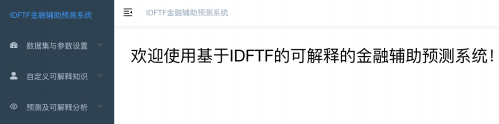 IDFTF金融辅助预测系统
IDFTF金融辅助预测系统
数据集与参数设置
自定义可解释知识
预测及可解释分析
欢迎使用基于IDFTF的可解释的金融辅助预测系统！